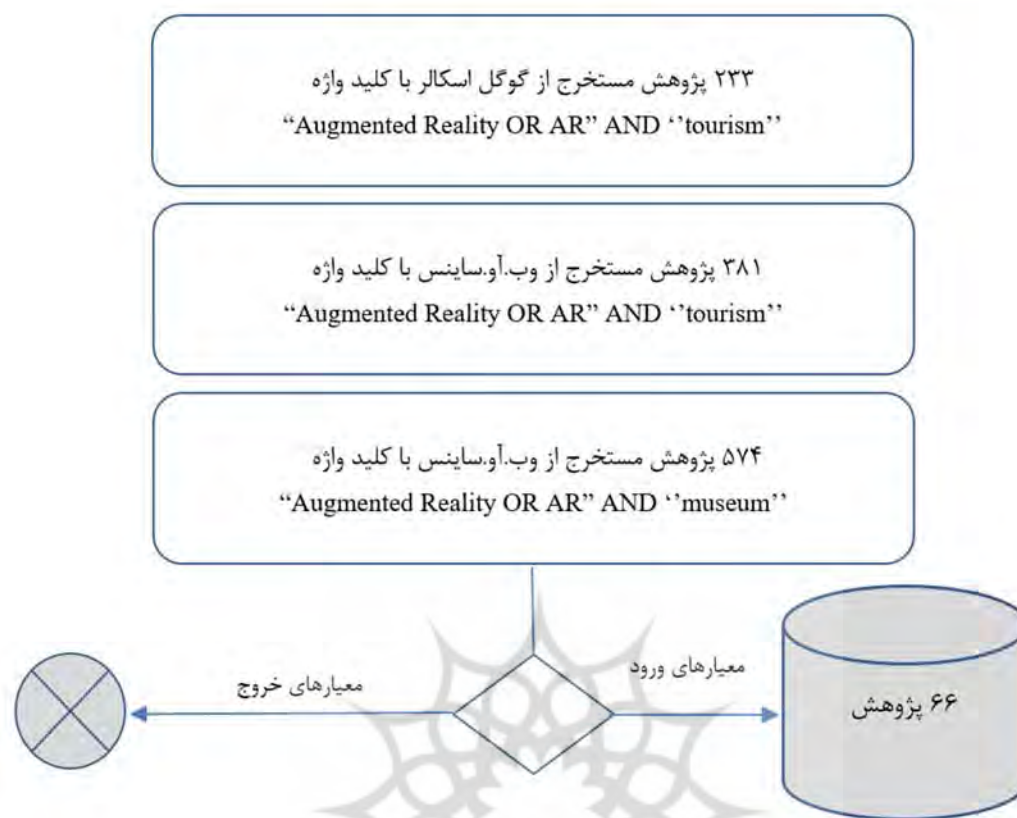 ۲۳۳ پژوهش مستخرج از گوگل اسکالر با کلید واژه
“Augmented Reality OR AR” AND ‘’tourism’’
۳۸۱ پژوهش مستخرج از وب.آو.ساینس با کلید واژه
“Augmented Reality OR AR” AND ‘’tourism’’
۵۷۴ پژوهش مستخرج از وب.آو.ساینس با کلید واژه
“Augmented Reality OR AR” AND ‘’museum’’
معیارهای ورود
معیارهای خروج
۶۶ پژوهش